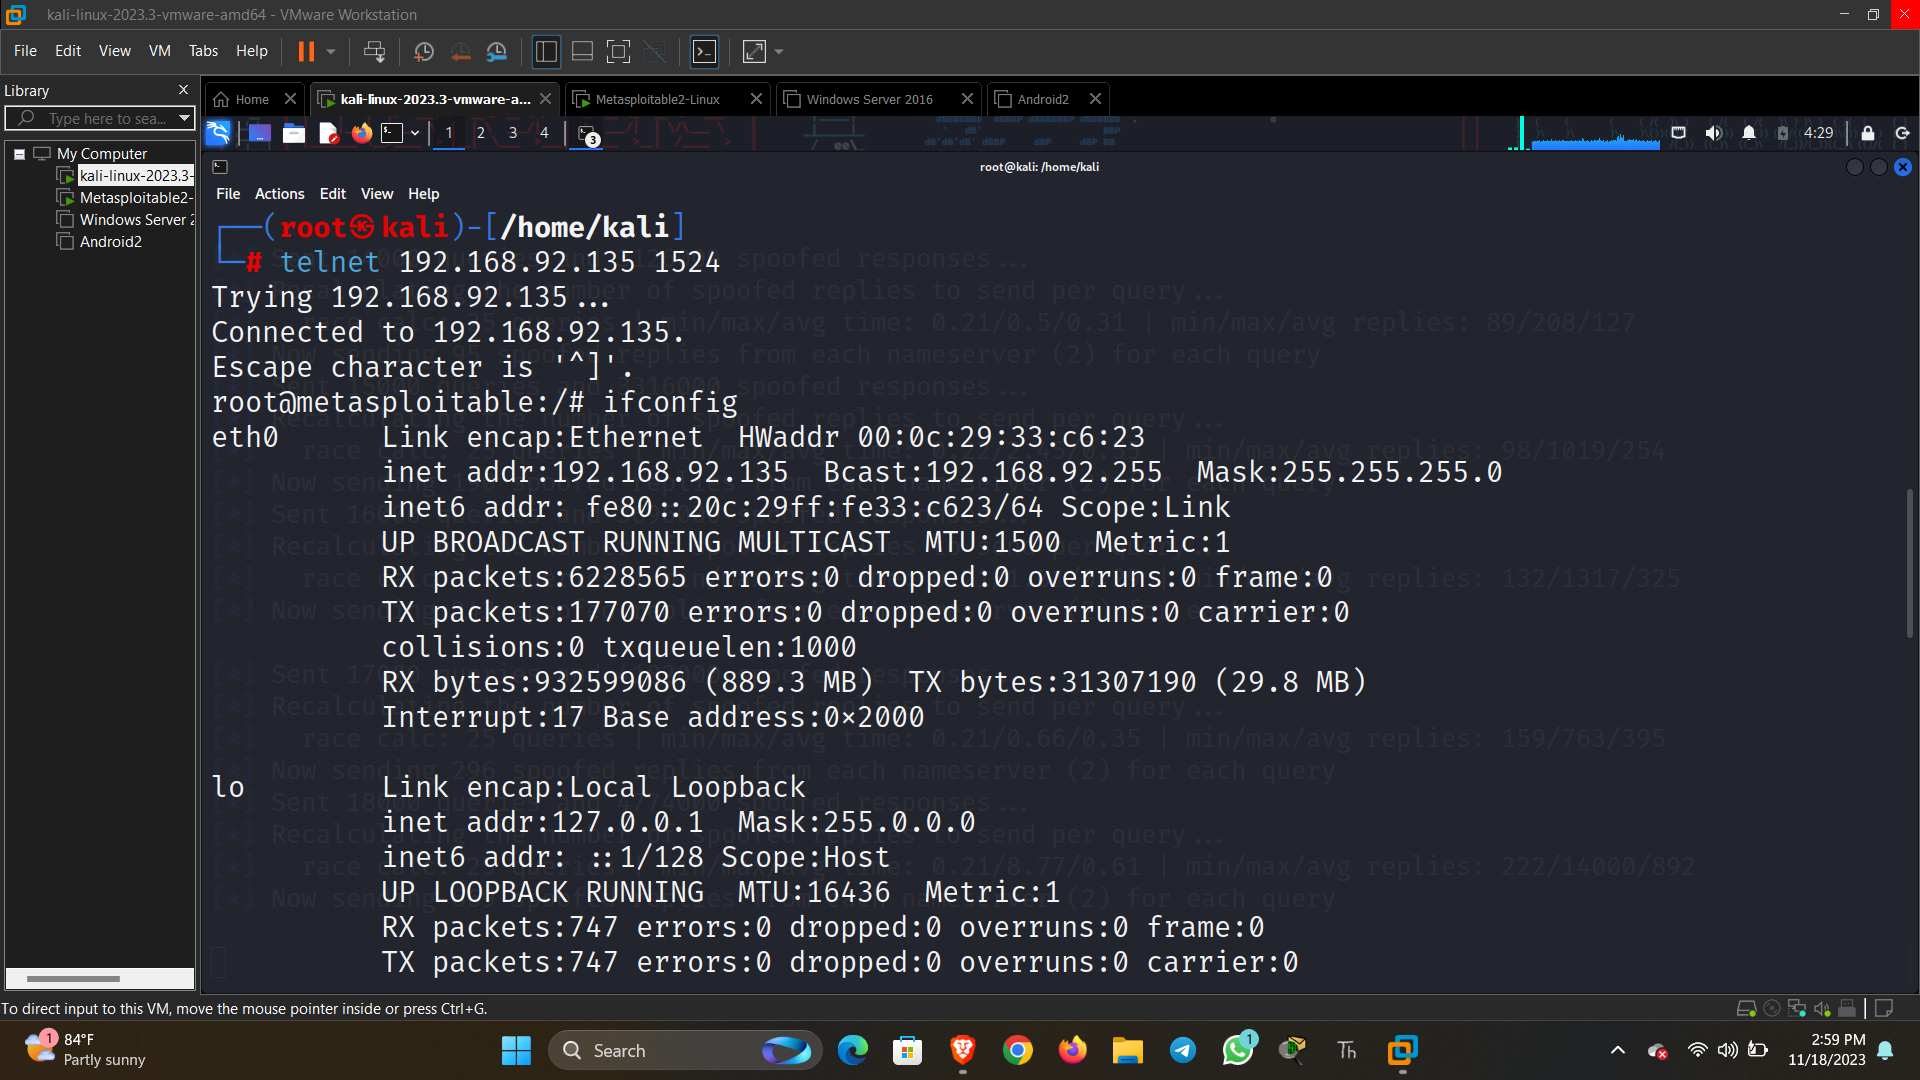 kali-linux-2023.3-vmware-amd64 - VMware Workstation
File Edit View VM Tabs Help
Library
Type here to sea...
My Computer
kali-linux-2023.3-
Metasploitable2-
Windows Server 2
Android2
Home
kali-linux-2023.3-vmware-a...
Metasploitable2-Linux
Windows Server 2016
Android2
1 2 3 4
3
4:29
root@kali: /home/kali
File Actions Edit View Help
(root㉿kali)-[/home/kali]
# telnet 192.168.92.135 1524
Trying 192.168.92.135...
Connected to 192.168.92.135.
Escape character is '^]'.
root@metasploitable:/# ifconfig
eth0 Link encap:Ethernet HWaddr 00:0c:29:33:c6:23
inet addr:192.168.92.135 Bcast:192.168.92.255 Mask:255.255.255.0
inet6 addr: fe80::20c:29ff:fe33:c623/64 Scope:Link
UP BROADCAST RUNNING MULTICAST MTU:1500 Metric:1
RX packets:6228565 errors:0 dropped:0 overruns:0 frame:0
TX packets:177070 errors:0 dropped:0 overruns:0 carrier:0
collisions:0 txqueuelen:1000
RX bytes:932599086 (889.3 MB) TX bytes:31307190 (29.8 MB)
Interrupt:17 Base address:0×2000
lo Link encap:Local Loopback
inet addr:127.0.0.1 Mask:255.0.0.0
inet6 addr: ::1/128 Scope:Host
UP LOOPBACK RUNNING MTU:16436 Metric:1
RX packets:747 errors:0 dropped:0 overruns:0 frame:0
TX packets:747 errors:0 dropped:0 overruns:0 carrier:0
To direct input to this VM, move the mouse pointer inside or press Ctrl+G.
1
84°F
Partly sunny
Search
1
Th
2:59 PM
11/18/2023